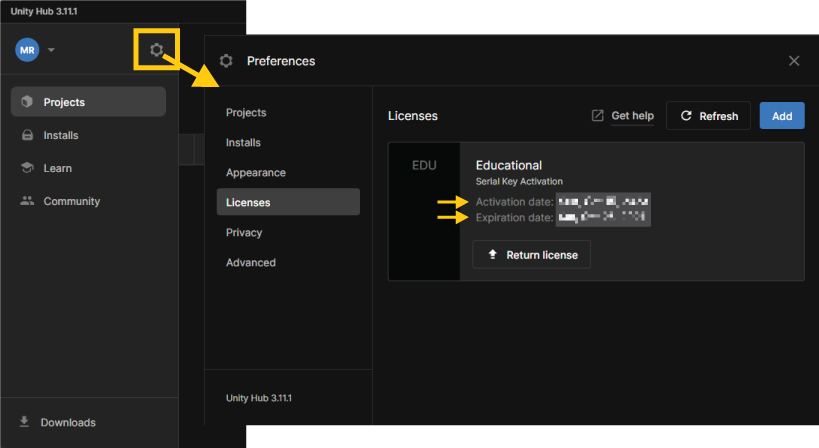 Unity Hub 3.11.1
MR
Projects
Installs
Learn
Community
Downloads
Preferences
Projects
Installs
Appearance
Licenses
Privacy
Advanced
Unity Hub 3.11.1
Licenses
Get help
Refresh
Add
EDU
Educational
Serial Key Activation
Activation date:
Expiration date:
Return license